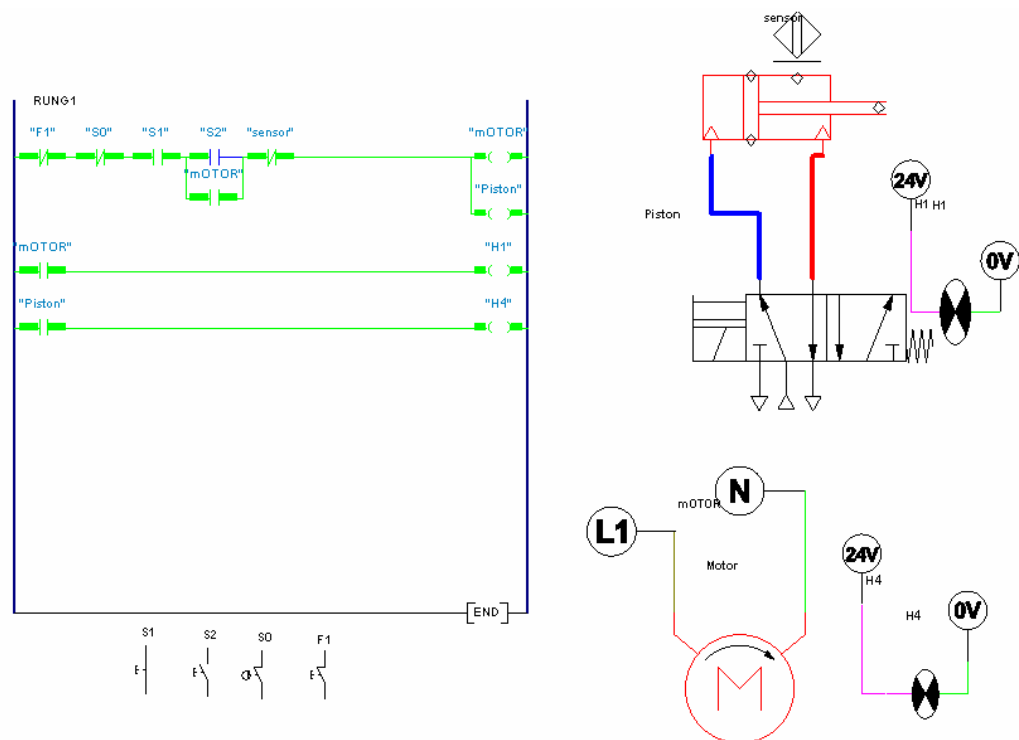 RUNG1
"F1" "S0" "S1" "S2" "sensor" "mOTOR"
"mOTOR" "Piston"
"mOTOR" "H1"
"Piston" "H4"
END
S1 S2 S0 F1
E E E E
sensor
Piston
24V
H1 H1
0V
N
mOTOR
L1
Motor
M
24V
H4
H4
0V